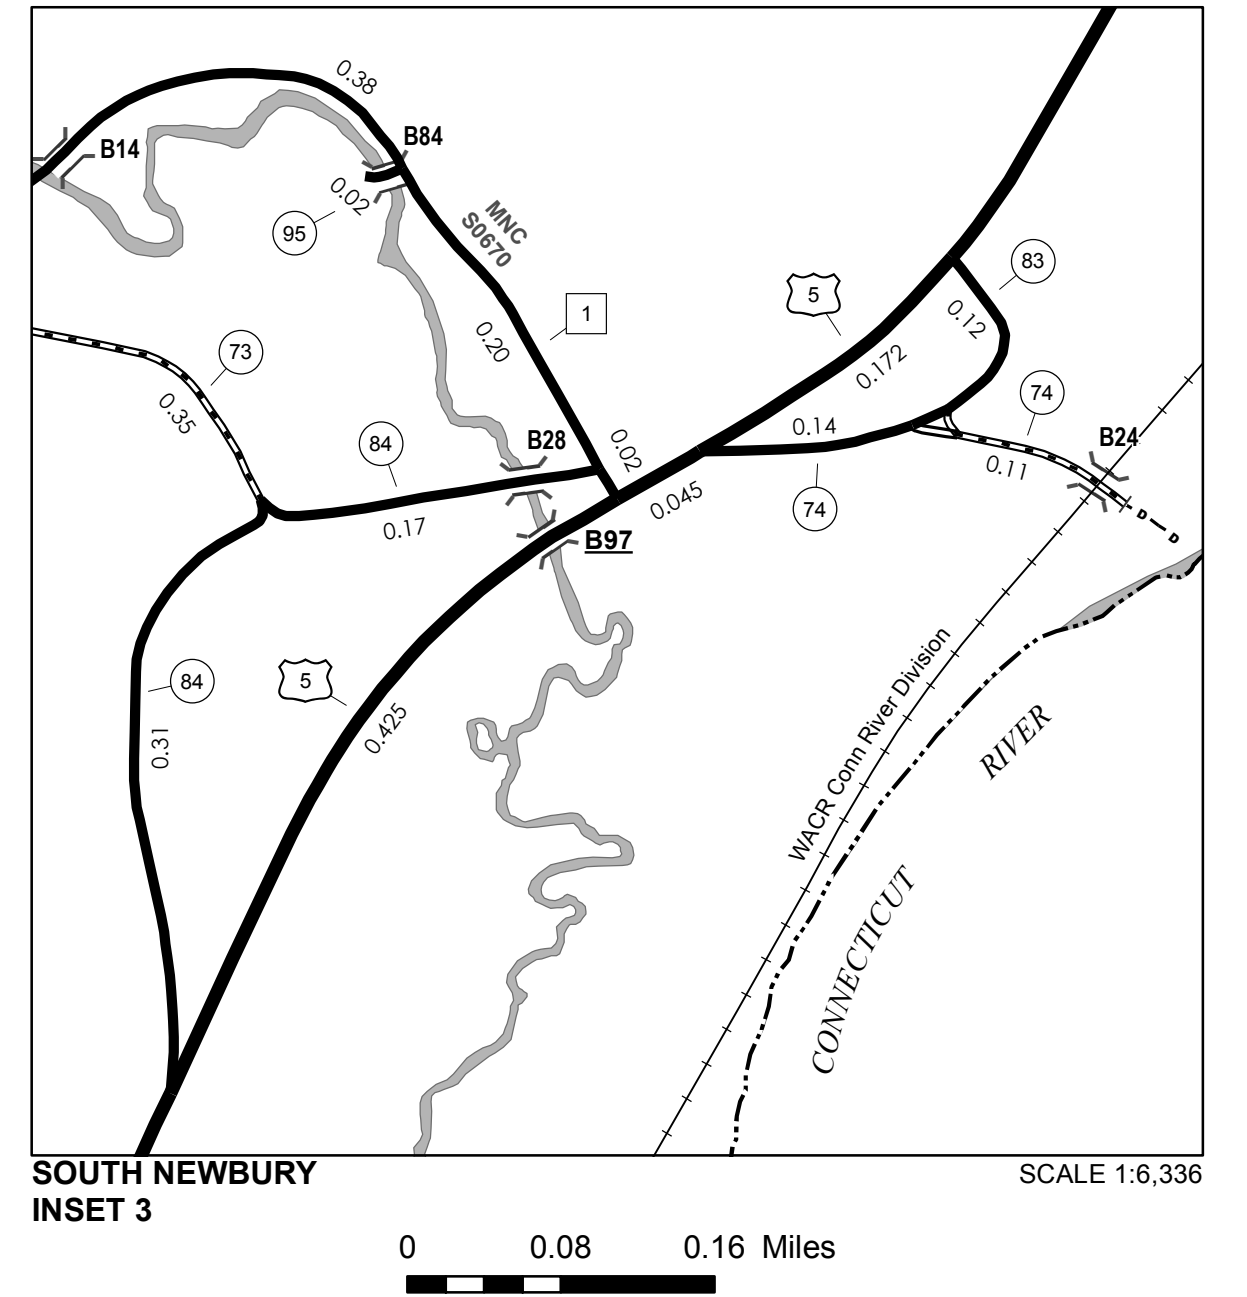 0.38
B84
B14
0.02
95
MNC
S0670
83
5
1
0.12
0.20
0.172
73
74
0.35
84
B28
0.02
0.14
B24
0.11
0.045
74
0.17
B97
D
D
84
5
0.31
0.425
WACR Conn River Division
RIVER
CONNECTICUT
SOUTH NEWBURY
SCALE 1:6,336
INSET 3
0 0.08 0.16 Miles